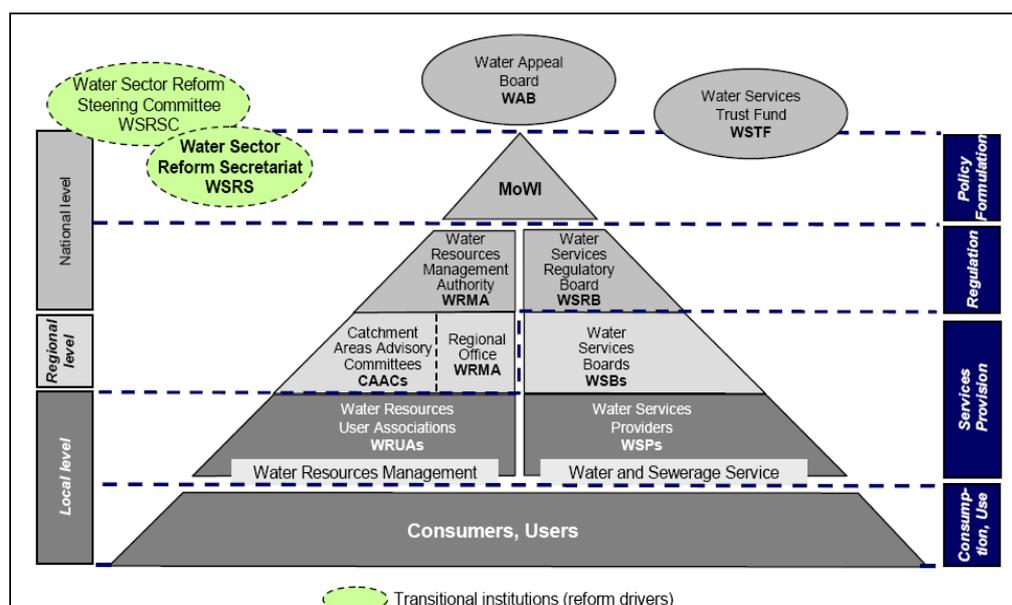 Water Sector Reform
Steering Committee
WSRSC
Water Sector
Reform Secretariat
WSRS
Water Appeal
Board
WAB
Water Services
Trust Fund
WSTF
National level
MoWI
Policy
Formulation
Water
Resources
Management
Authority
WRMA
Water
Services
Regulatory
Board
WSRB
Regulation
Regional
level
Catchment
Areas Advisory
Committees
CAACs
Regional
Office
WRMA
Water
Services
Boards
WSBs
Services
Provision
Local level
Water Resources
User Associations
WRUAs
Water Services
Providers
WSPs
Water Resources Management
Water and Sewerage Service
Consumers, Users
Consump-
tion, Use
Transitional institutions (reform drivers)